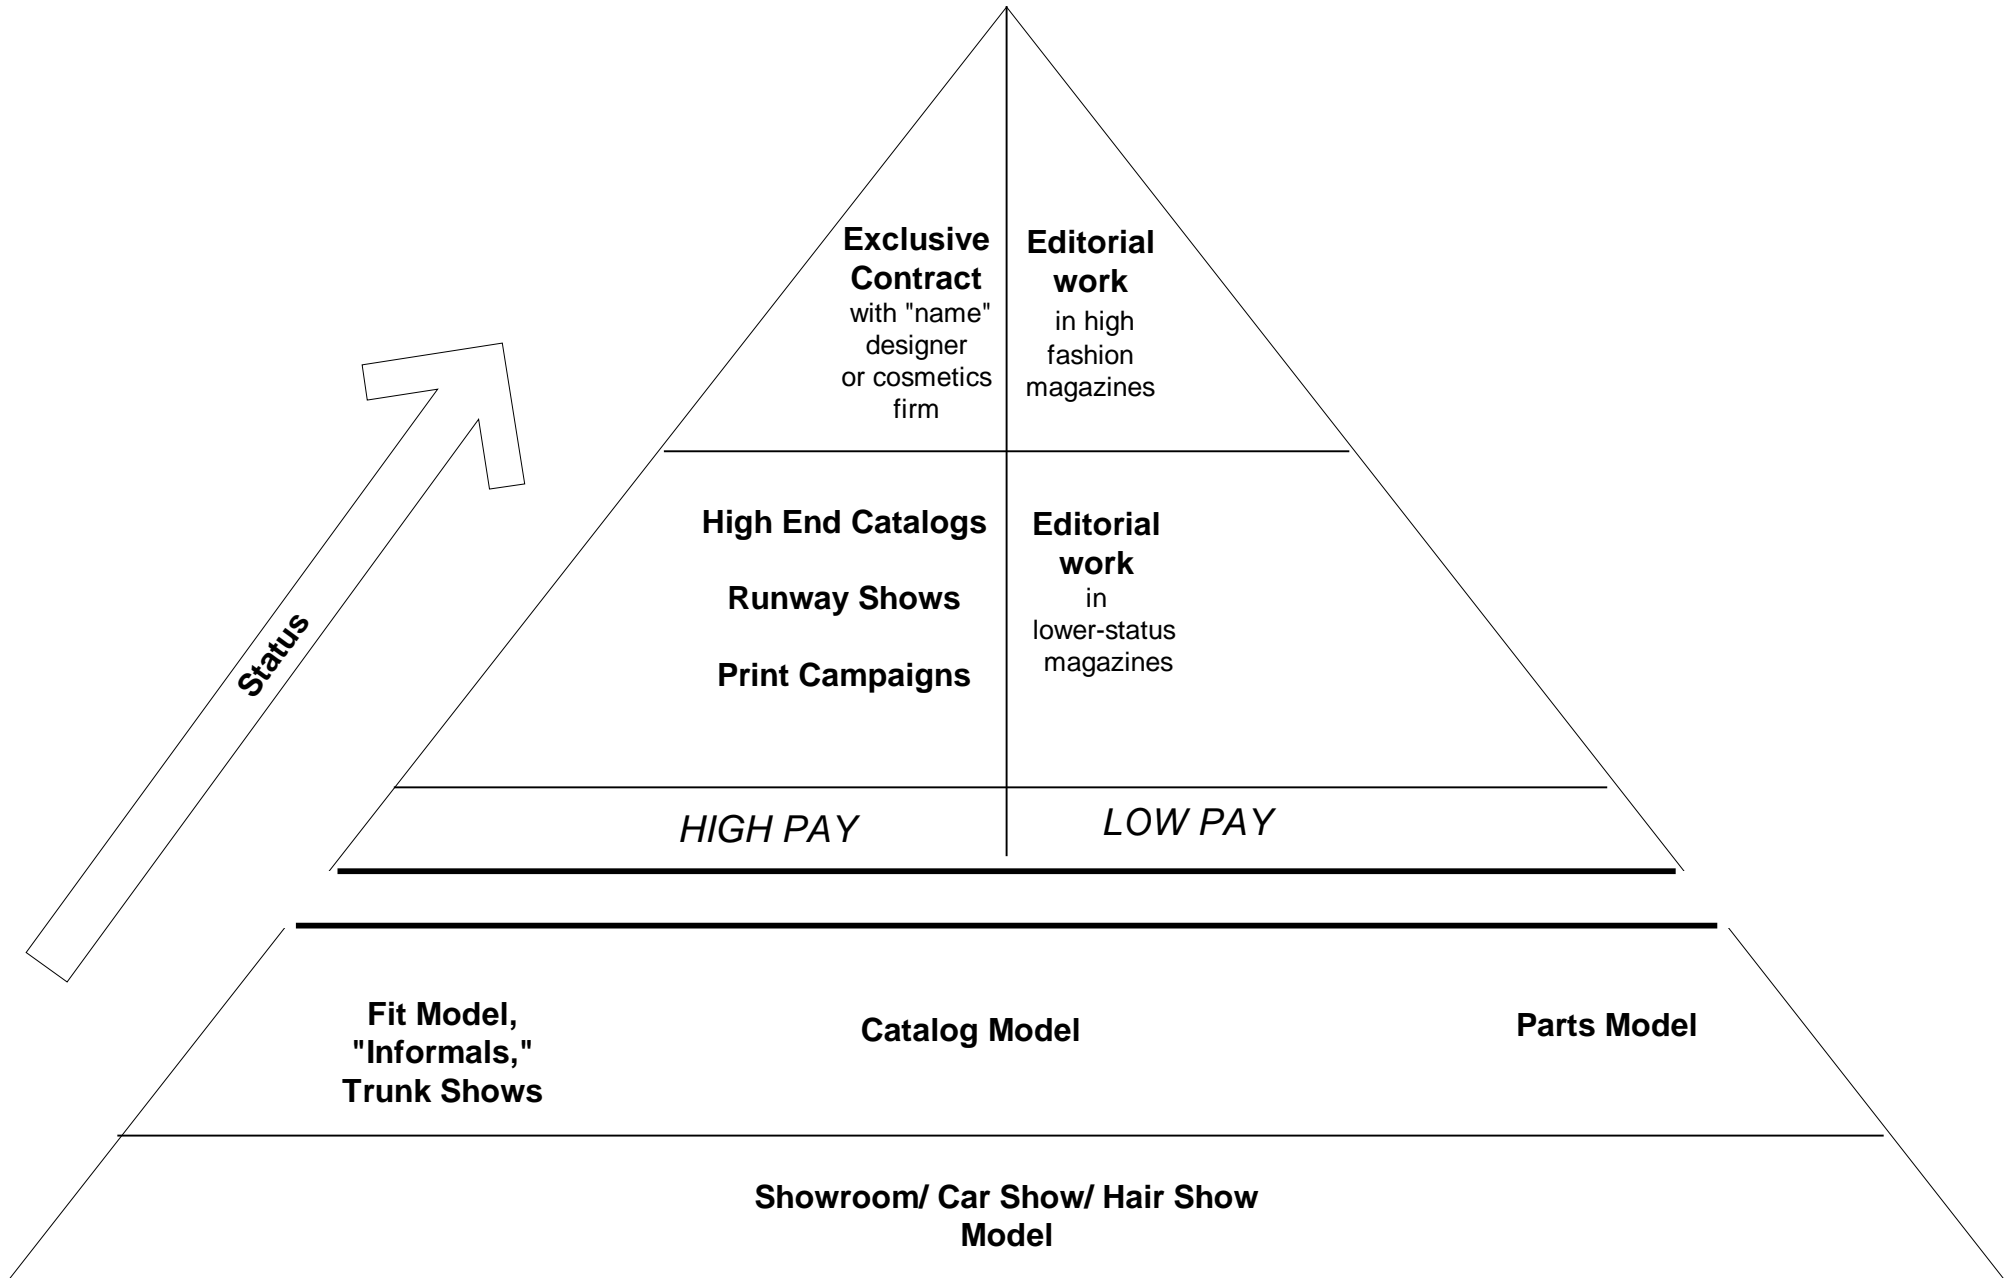 Exclusive
Contract
with "name"
designer
or cosmetics
firm
Editorial
work
in high
fashion
magazines
High End Catalogs
Runway Shows
Print Campaigns
Editorial
work
in
lower-status
magazines
Status
HIGH PAY
LOW PAY
Fit Model,
"Informals,"
Trunk Shows
Catalog Model
Parts Model
Showroom/ Car Show/ Hair Show
Model